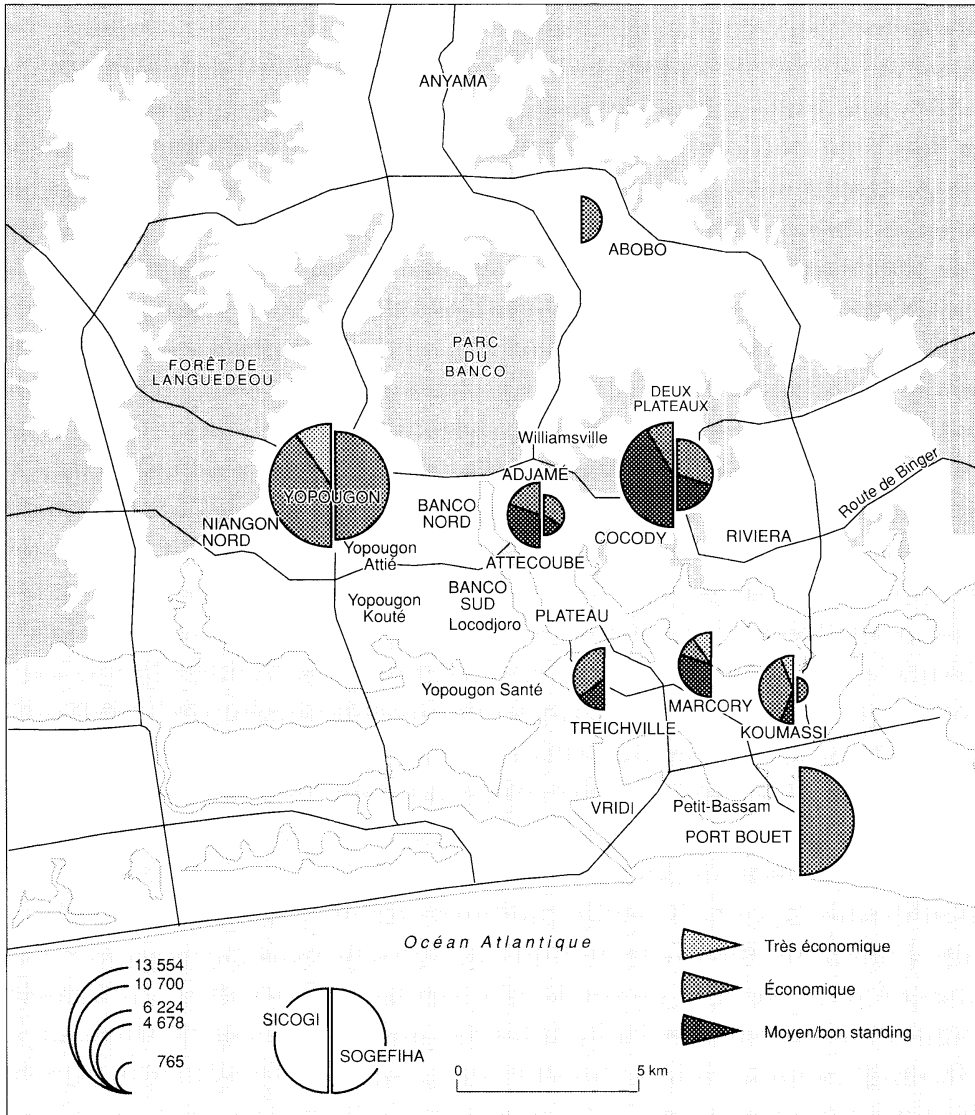 ANYAMA
ABOBO
PARC
DU
BANCO
FORÊT DE
LANGUEDEOU
DEUX
PLATEAUX
Williamsville
ADJAMÉ
YOPOUGON
BANCO
NORD
NIANGON
NORD
COCODY
RIVIERA
Route de Binger
Yopougon
Attié
ATTECOUBE
Yopougon
Kouté
BANCO
SUD
Locodjoro
PLATEAU
Yopougon Santé
TREICHVILLE
MARCORY
KOUMASSI
VRIDI
Petit-Bassam
PORT BOUET
Océan Atlantique
13 554
10 700
6 224
4 678
765
SICOGI
SOGEFIHA
0
5 km
Très économique
Économique
Moyen/bon standing